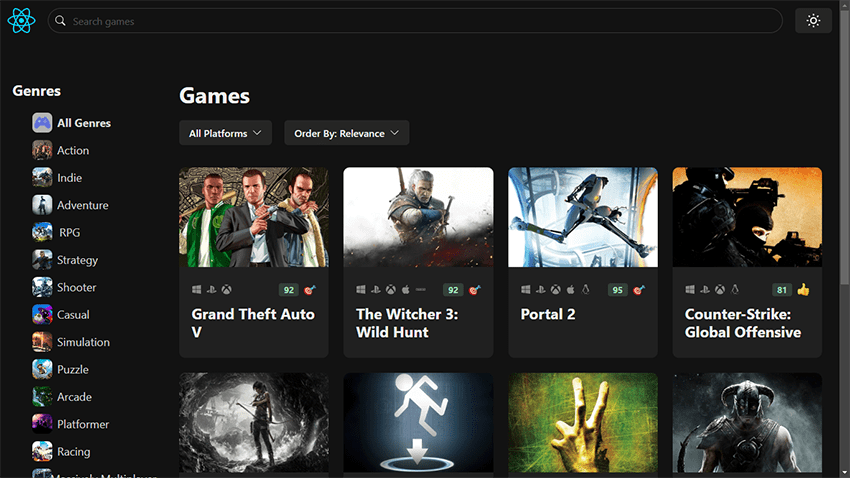 Search games
Genres
All Genres
Action
Indie
Adventure
RPG
Strategy
Shooter
Casual
Simulation
Puzzle
Arcade
Platformer
Racing
Massively Multiplayer
Games
All Platforms
Order By: Relevance
92
Grand Theft Auto
V
92
The Witcher 3:
Wild Hunt
95
Portal 2
81
Counter-Strike:
Global Offensive